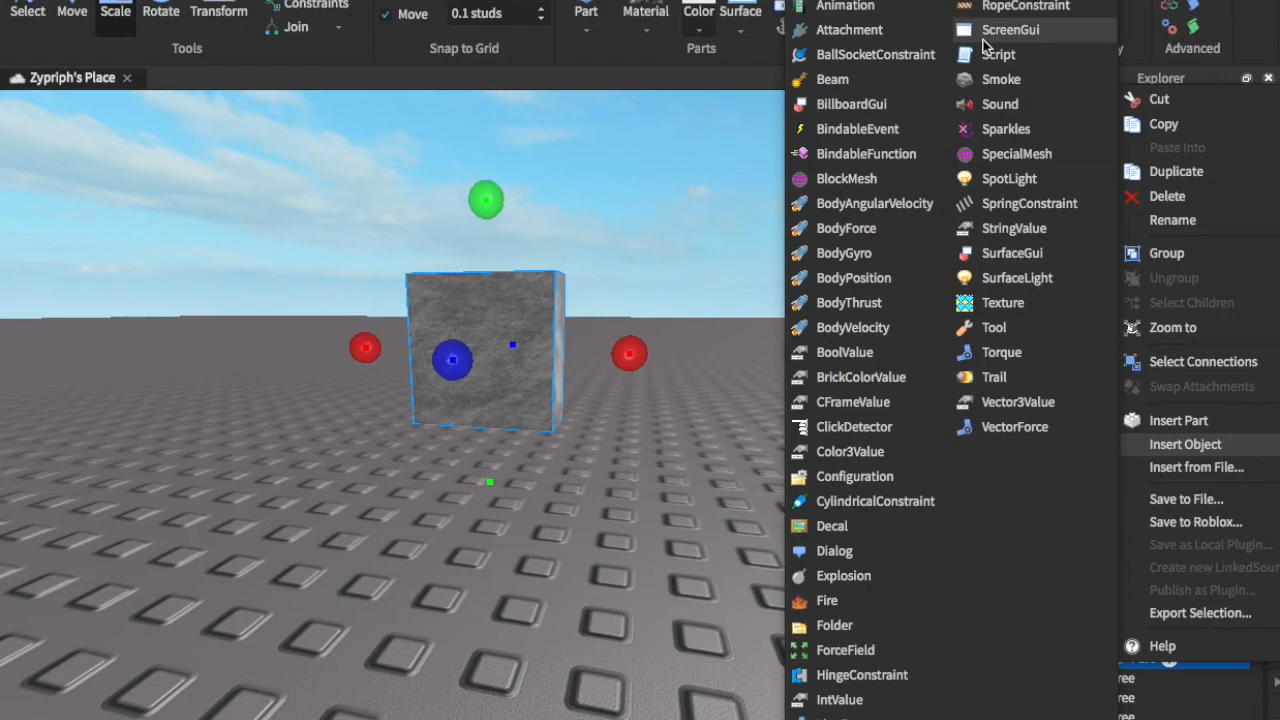 Select Move Scale Rotate Transform
Constraints
Join
Tools
Move 0.1 studs
Snap to Grid
Part Material Color Surface
Parts
Advanced
Zypriph's Place
Animation
Attachment
BallSocketConstraint
Beam
BillboardGui
BindableEvent
BindableFunction
BlockMesh
BodyAngularVelocity
BodyForce
BodyGyro
BodyPosition
BodyThrust
BodyVelocity
BoolValue
BrickColorValue
CFrameValue
ClickDetector
Color3Value
Configuration
CylindricalConstraint
Decal
Dialog
Explosion
Fire
Folder
ForceField
HingeConstraint
IntValue
RopeConstraint
ScreenGui
Script
Smoke
Sound
Sparkles
SpecialMesh
SpotLight
SpringConstraint
StringValue
SurfaceGui
SurfaceLight
Texture
Tool
Torque
Trail
Vector3Value
VectorForce
Explorer
Cut
Copy
Paste Into
Duplicate
Delete
Rename
Group
Ungroup
Select Children
Zoom to
Select Connections
Swap Attachments
Insert Part
Insert Object
Insert from File...
Save to File...
Save to Roblox...
Save as Local Plugin...
Create new LinkedSour
Publish as Plugin...
Export Selection...
Help
ree
ree